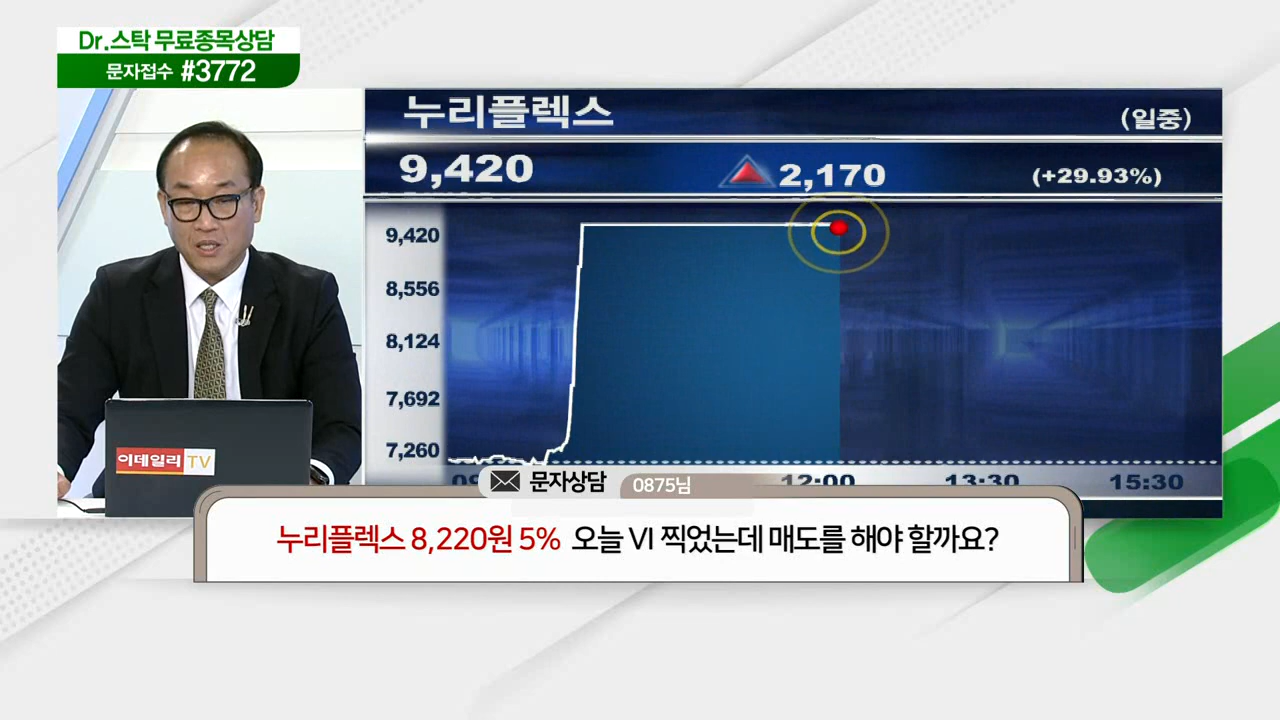 Dr.스탁 무료종목상담
문자접수 #3772
누리플렉스
(일중)
9,420
2,170
(+29.93%)
9,420
8,556
8,124
7,692
7,260
12:00
13:30
15:30
이데일리 TV
문자상담
0875님
누리플렉스 8,220원 5% 오늘 VI 찍었는데 매도를 해야 할까요?